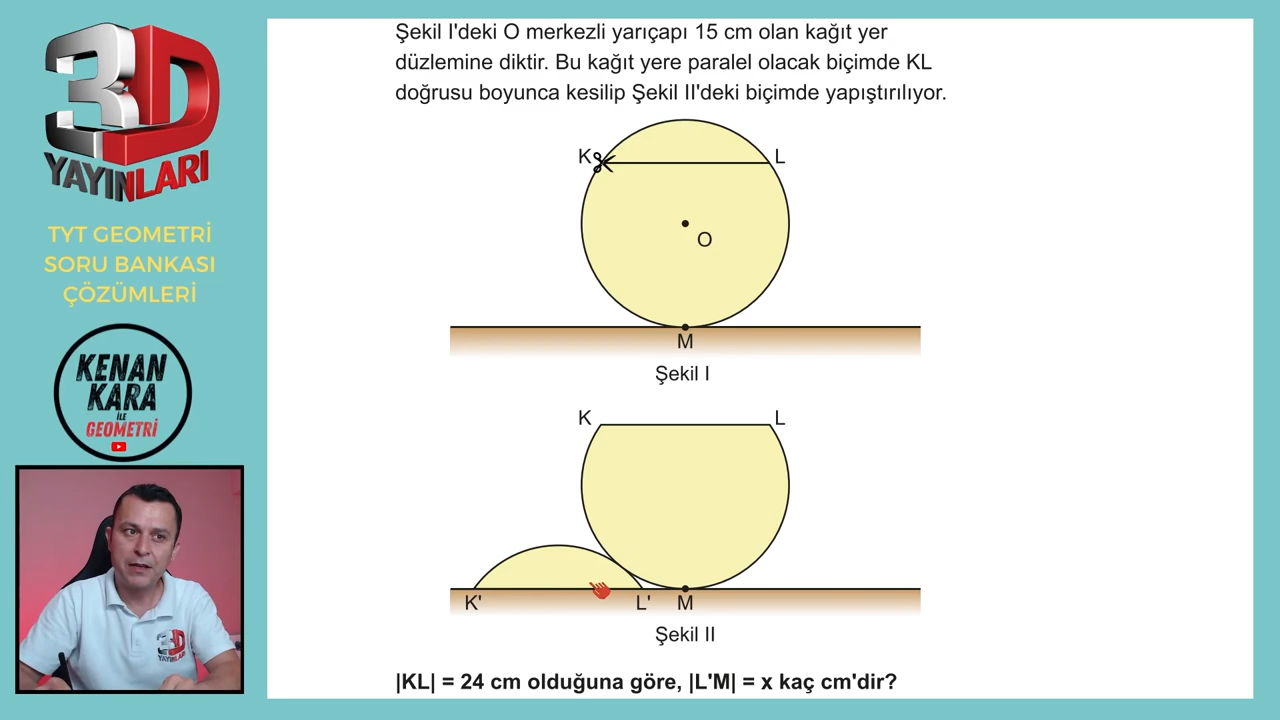 3D
YAYINLARI
TYT GEOMETRİ
SORU BANKASI
ÇÖZÜMLERİ
KENAN
KARA
İLE
GEOMETRİ
3D
YAYINLARI
Şekil I'deki O merkezli yarıçapı 15 cm olan kağıt yer
düzlemine diktir. Bu kağıt yere paralel olacak biçimde KL
doğrusu boyunca kesilip Şekil II'deki biçimde yapıştırılıyor.
K L
O
M
Şekil I
K L
K' L' M
Şekil II
|KL| = 24 cm olduğuna göre, |L'M| = x kaç cm'dir?